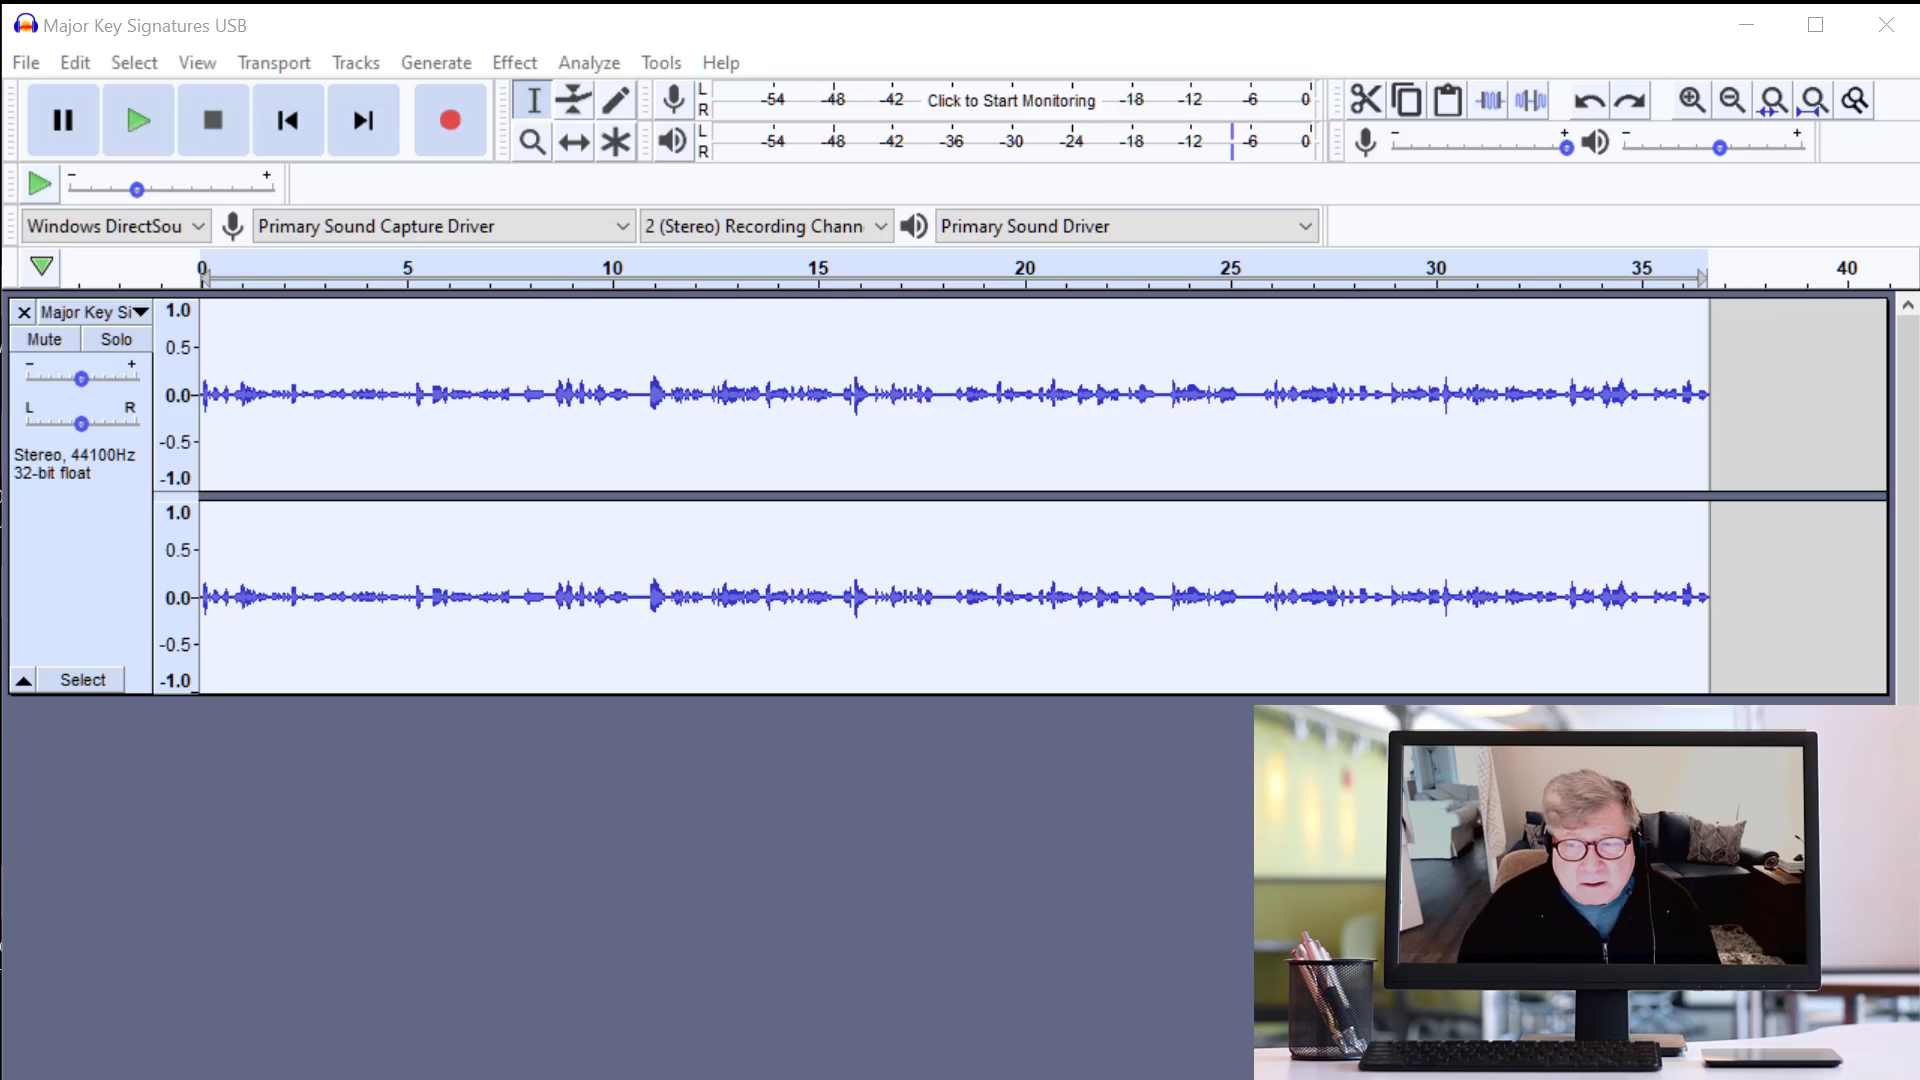 Major Key Signatures USB
File Edit Select View Transport Tracks Generate Effect Analyze Tools Help
L
R
-54 -48 -42 Click to Start Monitoring -18 -12 -6 0
L
R
-54 -48 -42 -36 -30 -24 -18 -12 -6 0
- +
- +
- +
Windows DirectSou Primary Sound Capture Driver 2 (Stereo) Recording Chann Primary Sound Driver
0 5 10 15 20 25 30 35 40
Major Key Si
Mute Solo
- +
L R
Stereo, 44100Hz
32-bit float
Select
1.0
0.5-
0.0-
-0.5-
-1.0
1.0
0.5-
0.0-
-0.5-
-1.0